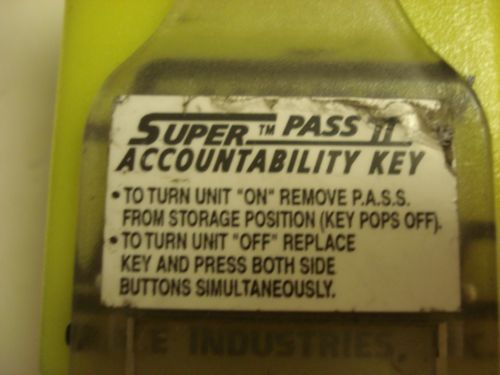 SUPER ™ PASS II
ACCOUNTABILITY KEY
• TO TURN UNIT "ON" REMOVE P.A.S.S.
FROM STORAGE POSITION (KEY POPS OFF).
• TO TURN UNIT "OFF" REPLACE
KEY AND PRESS BOTH SIDE
BUTTONS SIMULTANEOUSLY.
INDUSTRIES,